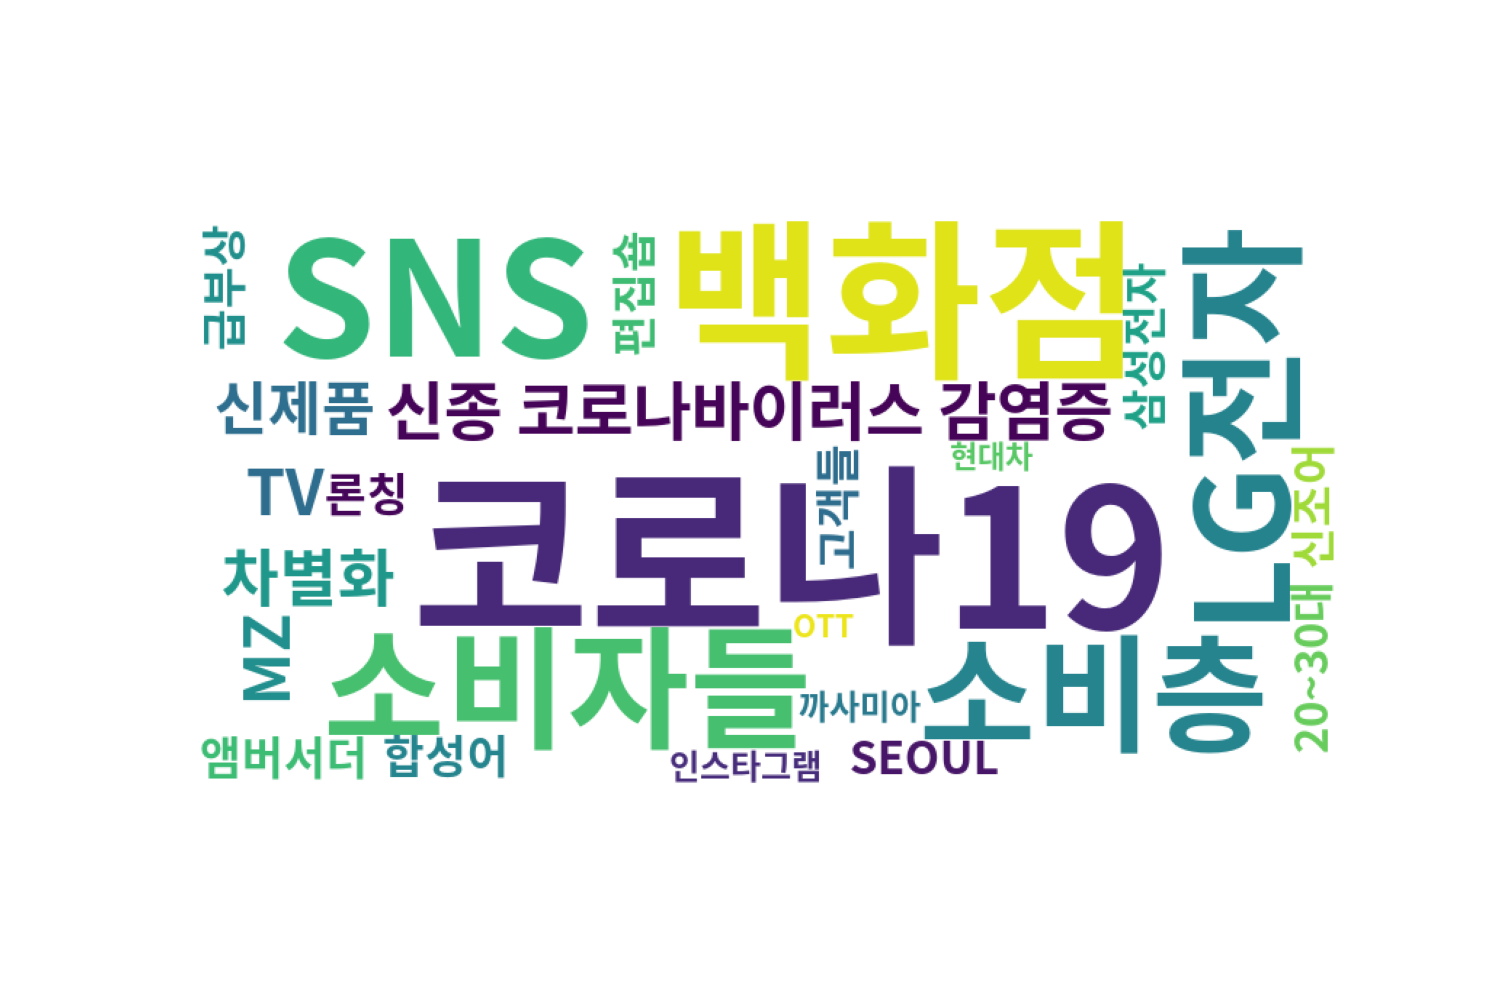 급부상
SNS
편집숍
백화점
삼성전자
LG전자
신제품
신종 코로나바이러스 감염증
TV
론칭
코로나19
고객들
현대차
신조어
차별화
MZ
OTT
소비자들
까사미아
소비층
20~30대
앰버서더
합성어
인스타그램
SEOUL